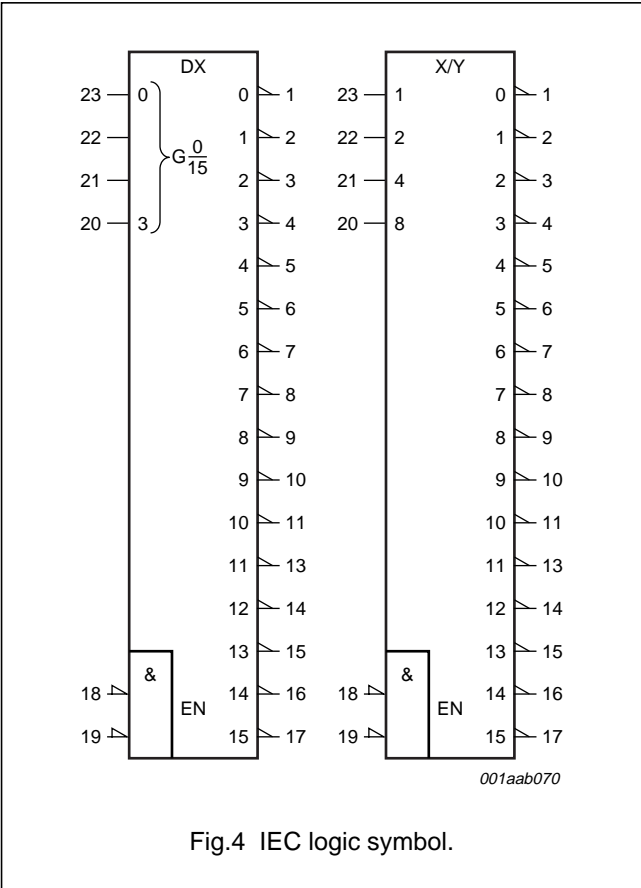 DX X/Y
23 0 0 1 23 1 0 1
22 1 2 22 2 1 2
G 0/15
21 2 3 21 4 2 3
20 3 3 4 20 8 3 4
4 5 4 5
5 6 5 6
6 7 6 7
7 8 7 8
8 9 8 9
9 10 9 10
10 11 10 11
11 13 11 13
12 14 12 14
13 15 13 15
& &
18 14 16 18 14 16
EN EN
19 15 17 19 15 17
001aab070
Fig.4 IEC logic symbol.